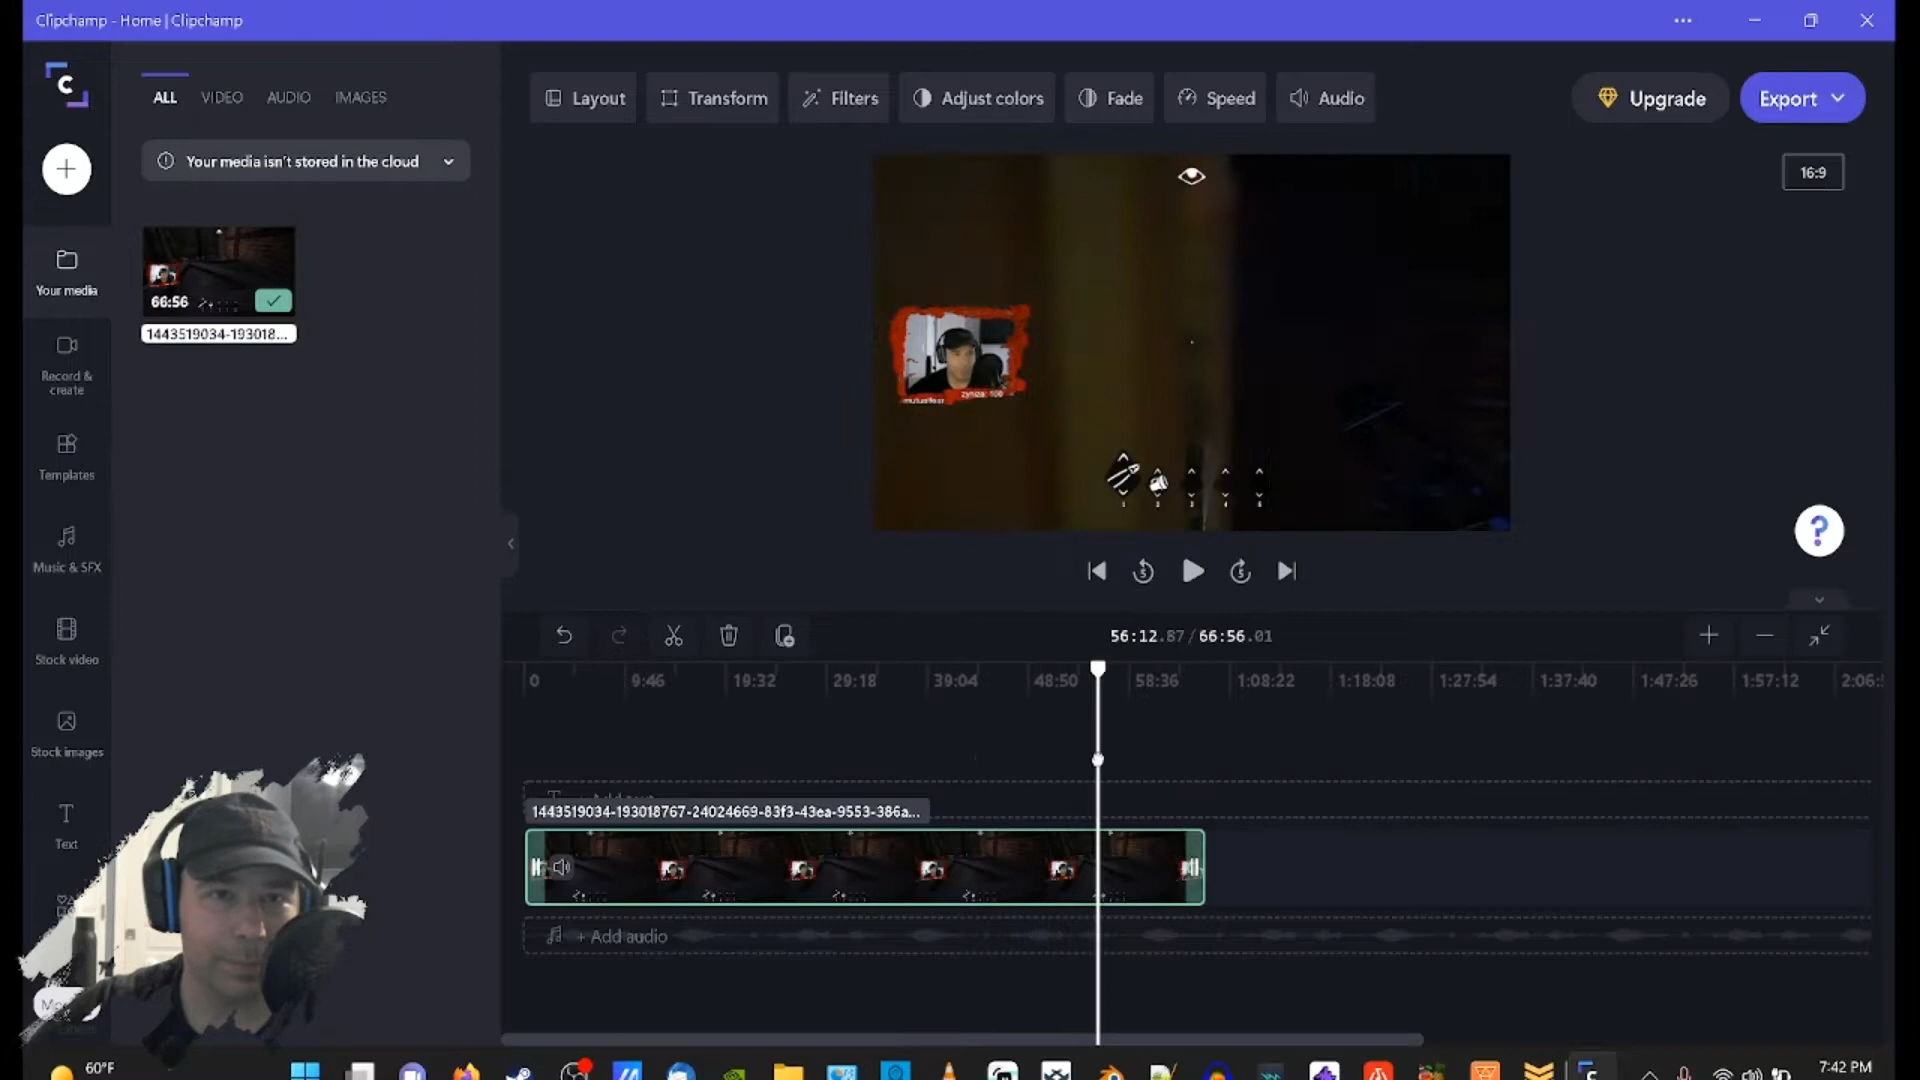 Clipchamp - Home | Clipchamp
ALL
VIDEO
AUDIO
IMAGES
Layout
Transform
Filters
Adjust colors
Fade
Speed
Audio
Upgrade
Export
Your media isn't stored in the cloud
16:9
66:56
1443519034-193018...
Your media
Record &
create
Templates
Music & SFX
Stock video
Stock images
Text
?
5
5
56:12.87 / 66:56.01
0
9:46
19:32
29:18
39:04
48:50
58:36
1:08:22
1:18:08
1:27:54
1:37:40
1:47:26
1:57:12
1443519034-193018767-24024669-83f3-43ea-9553-386a...
+ Add audio
60°F
7:42 PM